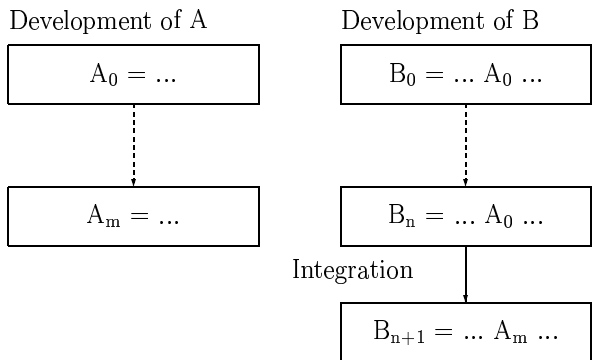 Development of A
A₀ = ...
Aₘ = ...
Development of B
B₀ = ... A₀ ...
Bₙ = ... A₀ ...
Integration
Bₙ₊₁ = ... Aₘ ...